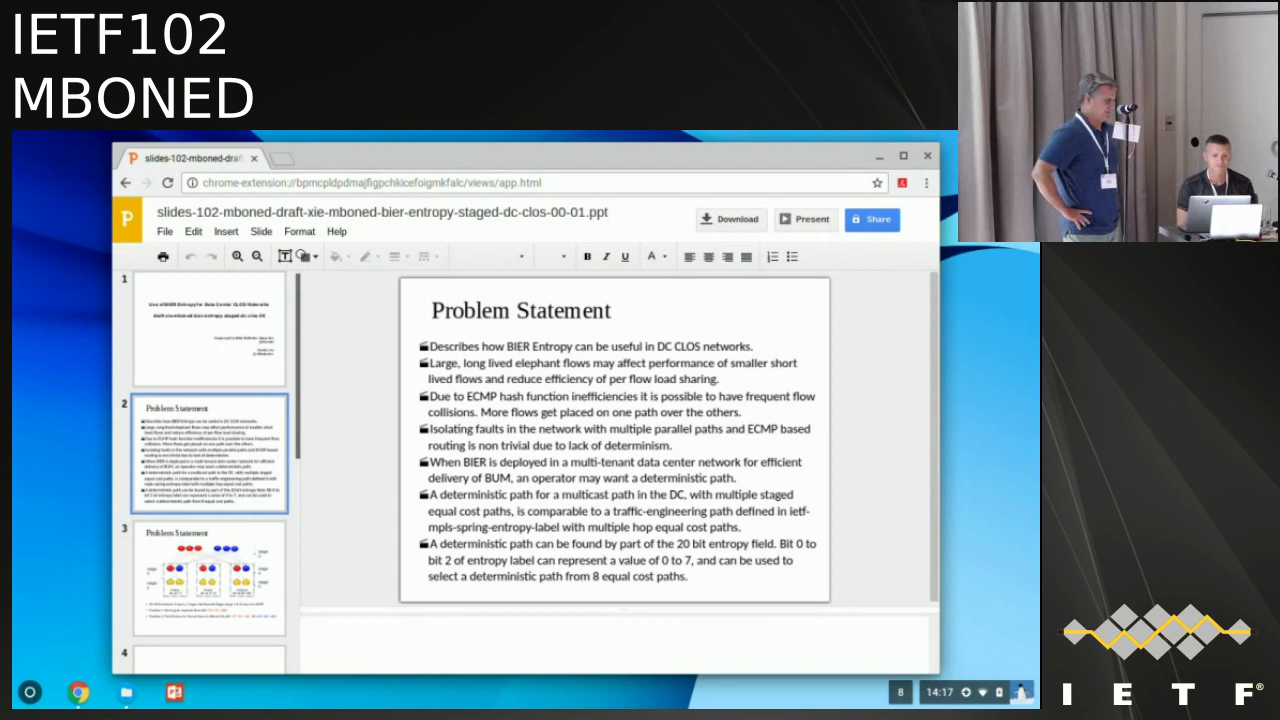 IETF102
MBONED
slides-102-mboned-draf
chrome-extension://bpmcpldpdmajfigpchkicefoigmkfalc/views/app.html
slides-102-mboned-draft-xie-mboned-bier-entropy-staged-dc-clos-00-01.ppt
Download
Present
Share
File Edit Insert Slide Format Help
B I U A
1
Use of BIER Entropy for Data Center CLOS Networks
2
Problem Statement
3
Problem Statement
4
Problem Statement
Describes how BIER Entropy can be useful in DC CLOS networks.
Large, long lived elephant flows may affect performance of smaller short
lived flows and reduce efficiency of per flow load sharing.
Due to ECMP hash function inefficiencies it is possible to have frequent flow
collisions. More flows get placed on one path over the others.
Isolating faults in the network with multiple parallel paths and ECMP based
routing is non trivial due to lack of determinism.
When BIER is deployed in a multi-tenant data center network for efficient
delivery of BUM, an operator may want a deterministic path.
A deterministic path for a multicast path in the DC, with multiple staged
equal cost paths, is comparable to a traffic-engineering path defined in ietf-
mpls-spring-entropy-label with multiple hop equal cost paths.
A deterministic path can be found by part of the 20 bit entropy field. Bit 0 to
bit 2 of entropy label can represent a value of 0 to 7, and can be used to
select a deterministic path from 8 equal cost paths.
8
14:17
I E T F®